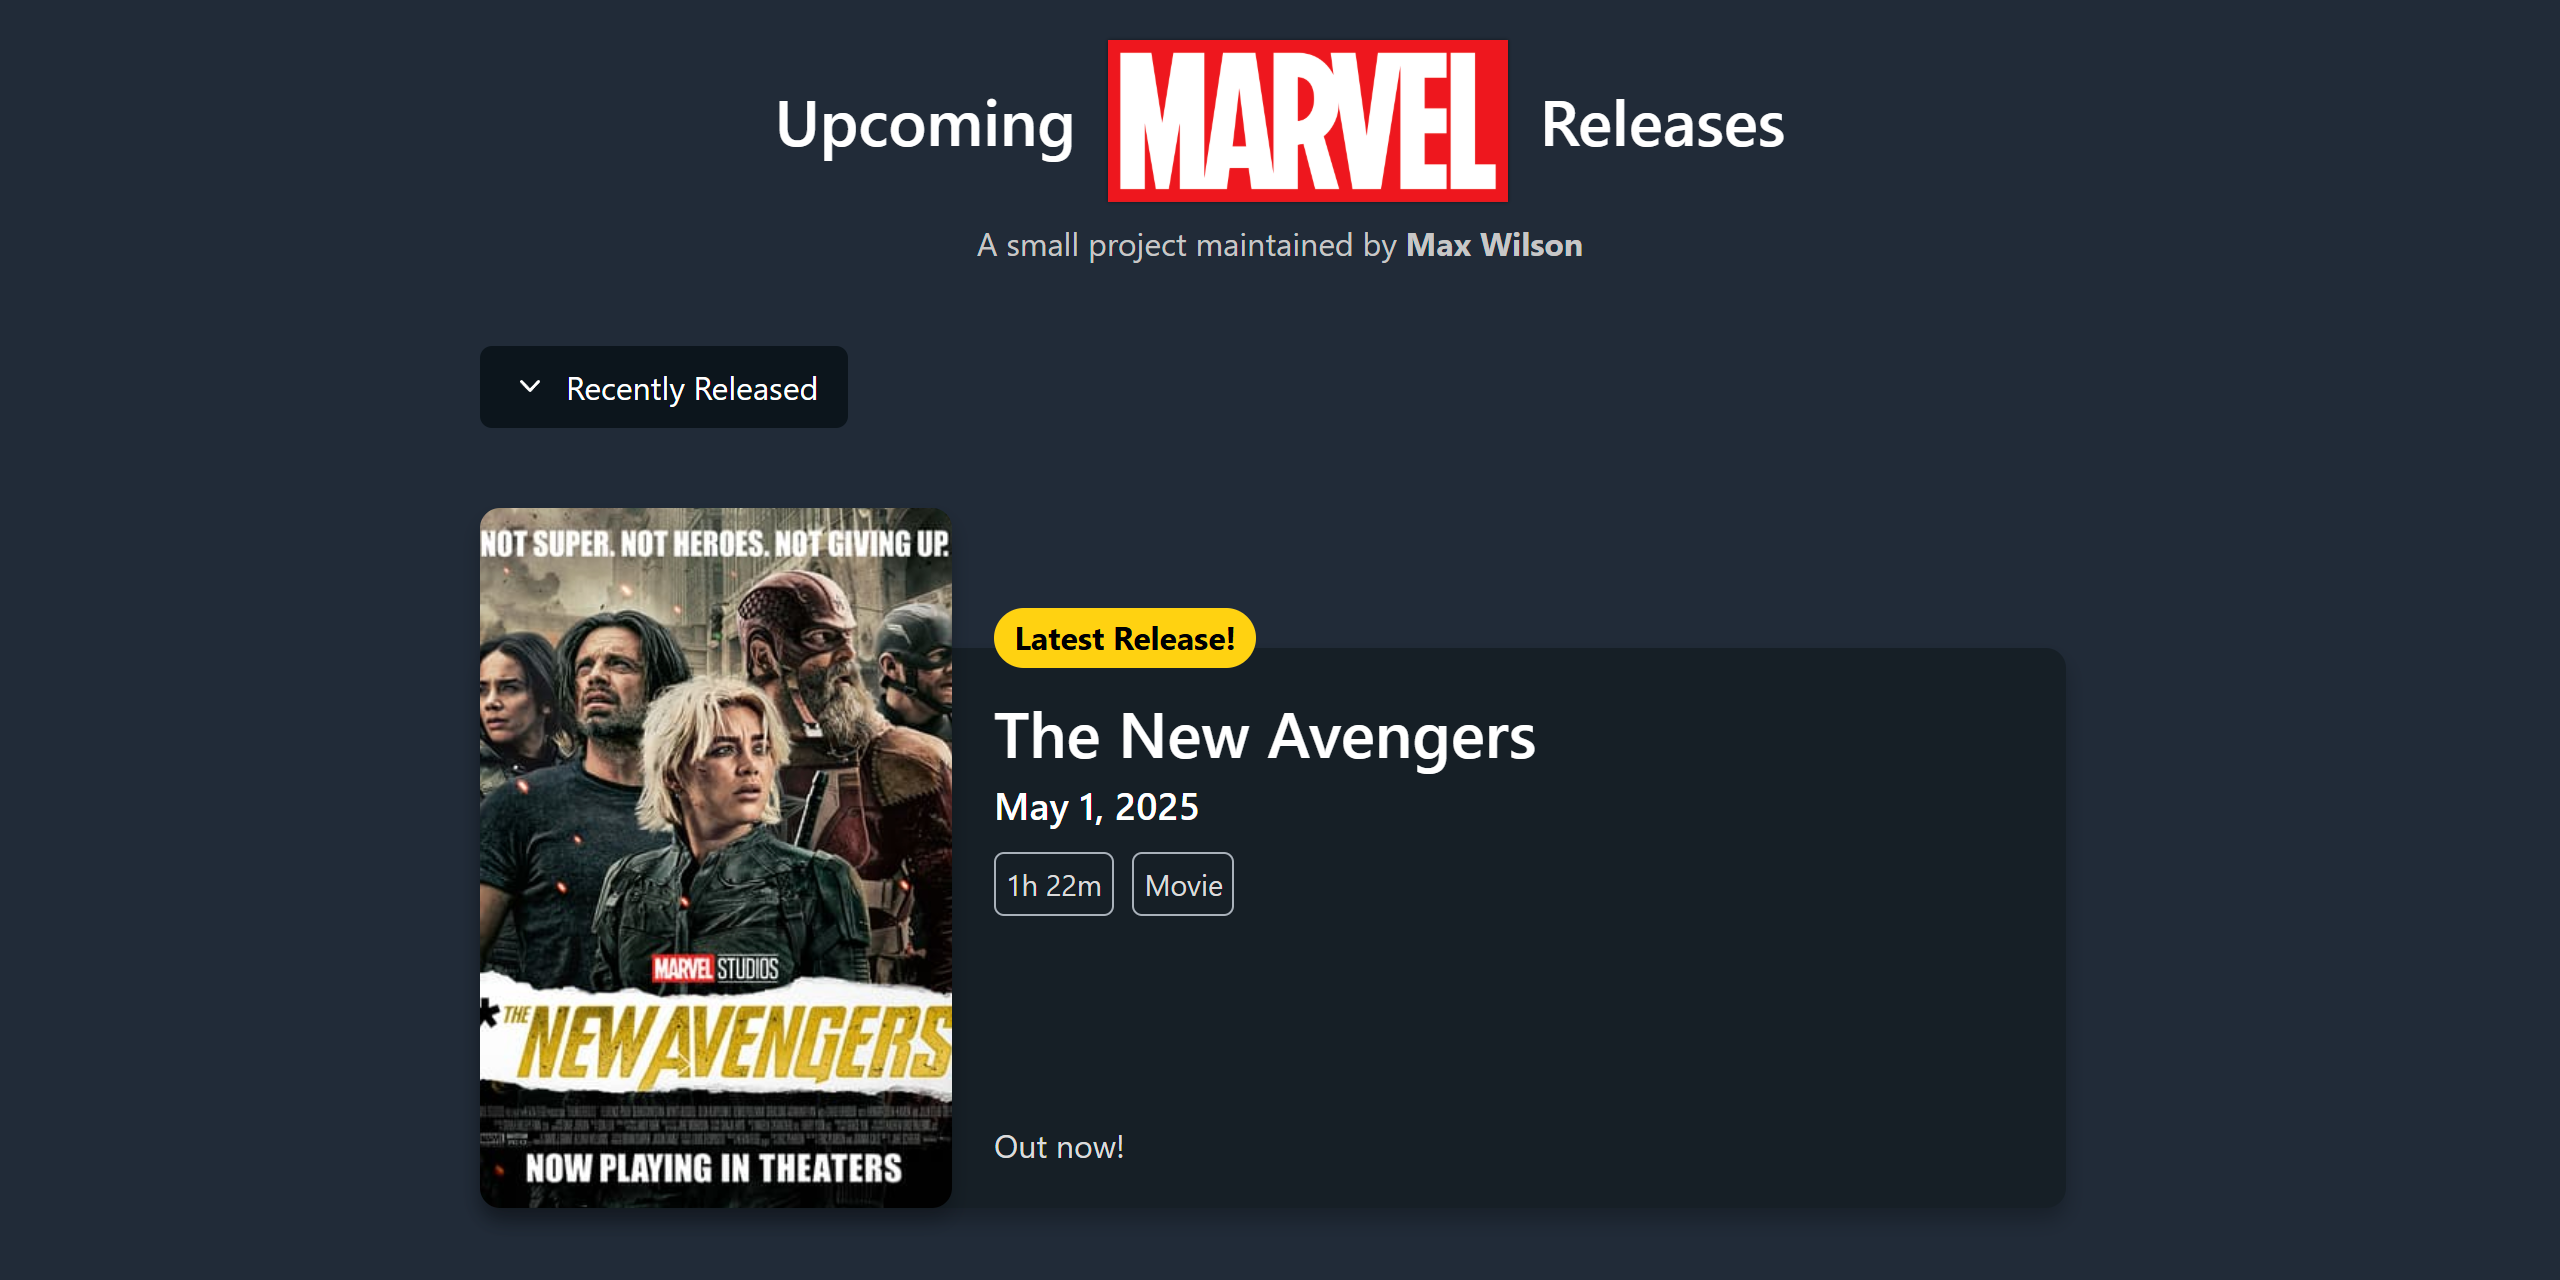 Upcoming MARVEL Releases
A small project maintained by Max Wilson
Recently Released
NOT SUPER. NOT HEROES. NOT GIVING UP.
Latest Release!
The New Avengers
May 1, 2025
1h 22m Movie
MARVEL STUDIOS
*THE NEW AVENGERS
NOW PLAYING IN THEATERS
Out now!